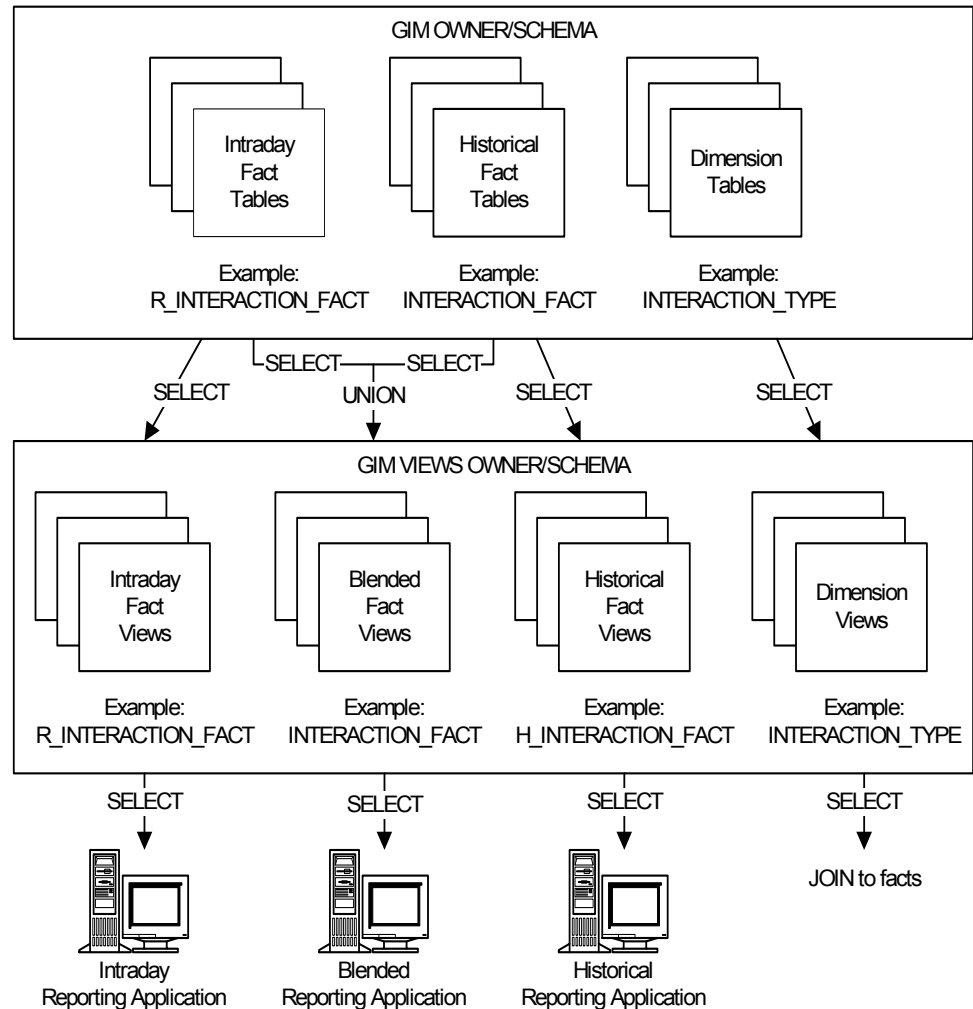 GIM OWNER/SCHEMA
Intraday
Fact
Tables
Historical
Fact
Tables
Dimension
Tables
Example:
R_INTERACTION_FACT
Example:
INTERACTION_FACT
Example:
INTERACTION_TYPE
SELECT
SELECT
SELECT
UNION
SELECT
SELECT
GIM VIEWS OWNER/SCHEMA
Intraday
Fact
Views
Blended
Fact
Views
Historical
Fact
Views
Dimension
Views
Example:
R_INTERACTION_FACT
Example:
INTERACTION_FACT
Example:
H_INTERACTION_FACT
Example:
INTERACTION_TYPE
SELECT
SELECT
SELECT
SELECT
JOIN to facts
Intraday
Reporting Application
Blended
Reporting Application
Historical
Reporting Application